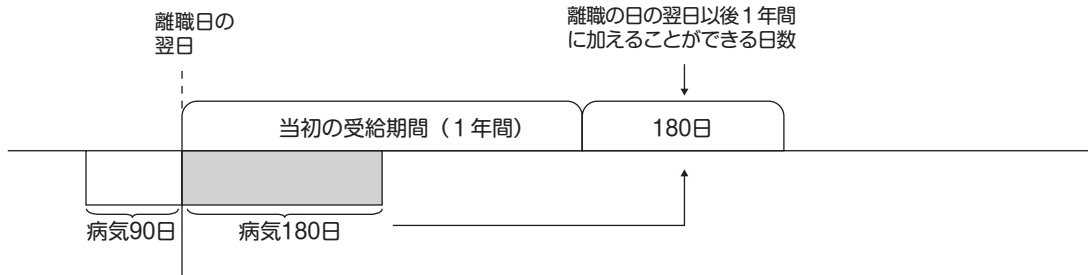 離職日の
翌日
離職の日の翌日以後１年間
に加えることができる日数
当初の受給期間（１年間）
180日
病気90日
病気180日